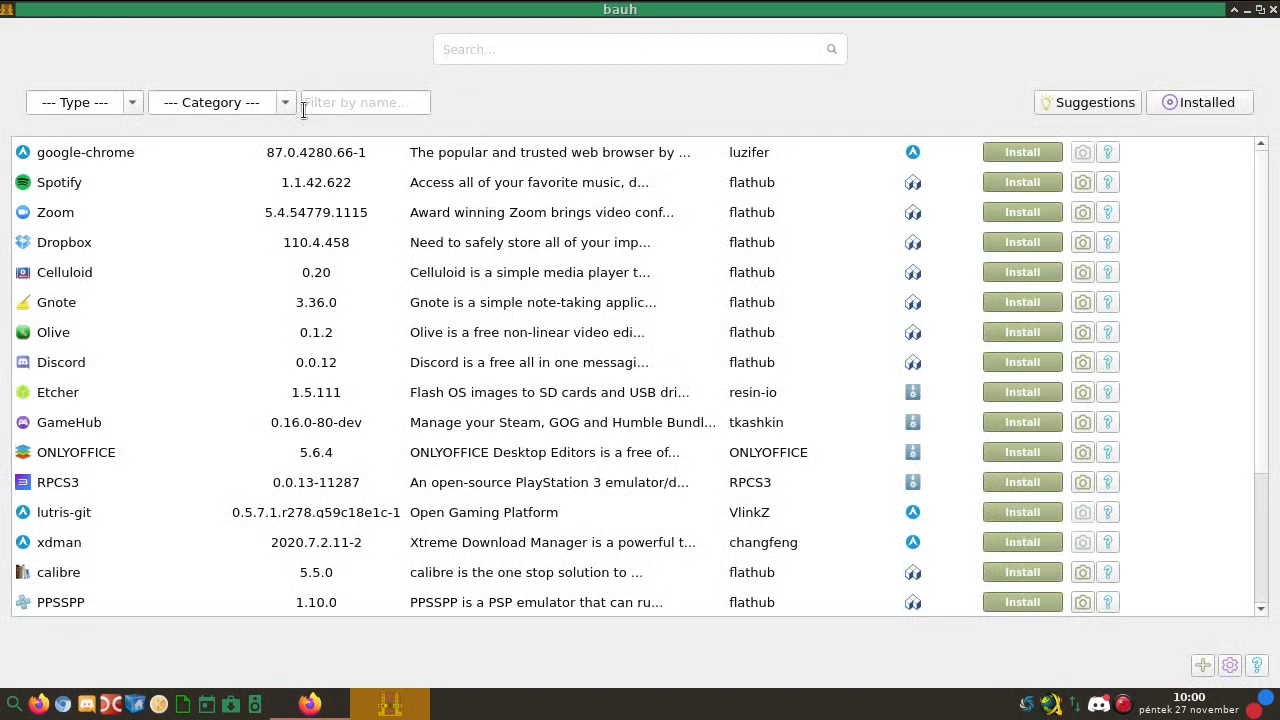 bauh
Search...
--- Type --- --- Category --- Filter by name... Suggestions Installed
google-chrome 87.0.4280.66-1 The popular and trusted web browser by ... luzifer Install
Spotify 1.1.42.622 Access all of your favorite music, d... flathub Install
Zoom 5.4.54779.1115 Award winning Zoom brings video conf... flathub Install
Dropbox 110.4.458 Need to safely store all of your imp... flathub Install
Celluloid 0.20 Celluloid is a simple media player t... flathub Install
Gnote 3.36.0 Gnote is a simple note-taking applic... flathub Install
Olive 0.1.2 Olive is a free non-linear video edi... flathub Install
Discord 0.0.12 Discord is a free all in one messagi... flathub Install
Etcher 1.5.111 Flash OS images to SD cards and USB dri... resin-io Install
GameHub 0.16.0-80-dev Manage your Steam, GOG and Humble Bundl... tkashkin Install
ONLYOFFICE 5.6.4 ONLYOFFICE Desktop Editors is a free of... ONLYOFFICE Install
RPCS3 0.0.13-11287 An open-source PlayStation 3 emulator/d... RPCS3 Install
lutris-git 0.5.7.1.r278.g59c18e1c-1 Open Gaming Platform VlinkZ Install
xdman 2020.7.2.11-2 Xtreme Download Manager is a powerful t... changfeng Install
calibre 5.5.0 calibre is the one stop solution to ... flathub Install
PPSSPP 1.10.0 PPSSPP is a PSP emulator that can ru... flathub Install
10:00
péntek 27 november